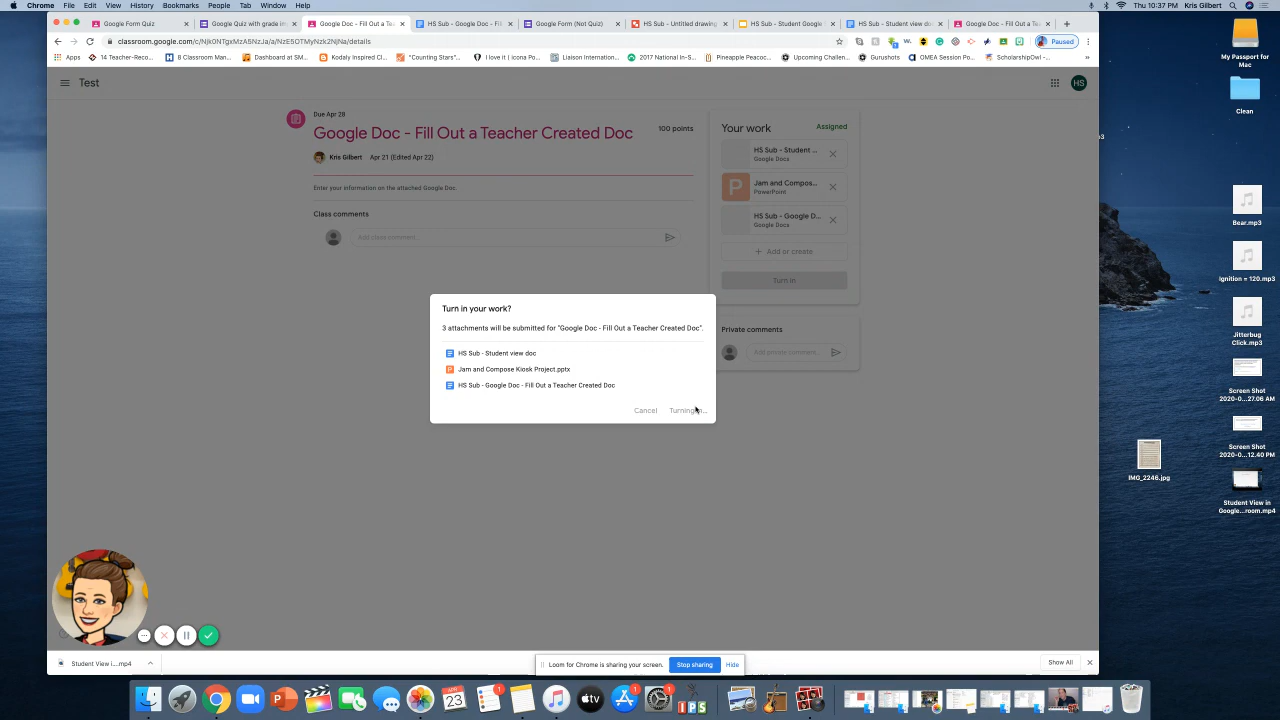 Chrome File Edit View History Bookmarks People Tab Window Help
Thu 10:37 PM Kris Gilbert
Google Form Quiz
Google Quiz with grade im
Google Doc - Fill Out a Te
HS Sub - Google Doc - Fill
Google Form (Not Quiz)
HS Sub - Untitled drawing
HS Sub - Student Google
HS Sub - Student view doc
Google Doc - Fill Out a Te
classroom.google.com/c/Njk0NTgxMzA5NzJa/a/NzE5OTMyNzk2NjNa/details
Paused
Apps
14 Teacher-Reco...
8 Classroom Man...
Dashboard at SM...
Kodaly Inspired Cl...
"Counting Stars"...
I love it | icona Po...
Liaison Internation...
2017 National In-S...
Pineapple Peacoc...
Upcoming Challen...
Gurushots
OMEA Session Po...
ScholarshipOwl -...
»
Test
HS
Due Apr 28
Google Doc - Fill Out a Teacher Created Doc
100 points
Kris Gilbert Apr 21 (Edited Apr 22)
Enter your information on the attached Google Doc.
Class comments
Add class comment...
Your work
Assigned
HS Sub - Student ...
Google Docs
Jam and Compos...
PowerPoint
HS Sub - Google D...
Google Docs
+ Add or create
Turn in
Private comments
Add private comment...
Turn in your work?
3 attachments will be submitted for "Google Doc - Fill Out a Teacher Created Doc".
HS Sub - Student view doc
Jam and Compose Kiosk Project.pptx
HS Sub - Google Doc - Fill Out a Teacher Created Doc
Cancel
Student View i....mp4
Loom for Chrome is sharing your screen.
Stop sharing
Hide
Show All
My Passport for
Mac
Clean
Bear.mp3
Ignition = 120.mp3
Jitterbug
Click.mp3
Screen Shot
2020-0...27.06 AM
Screen Shot
2020-0...12.40 PM
IMG_2246.jpg
Student View in
Google...room.mp4
APR
23
1
tv
1
1
IPS